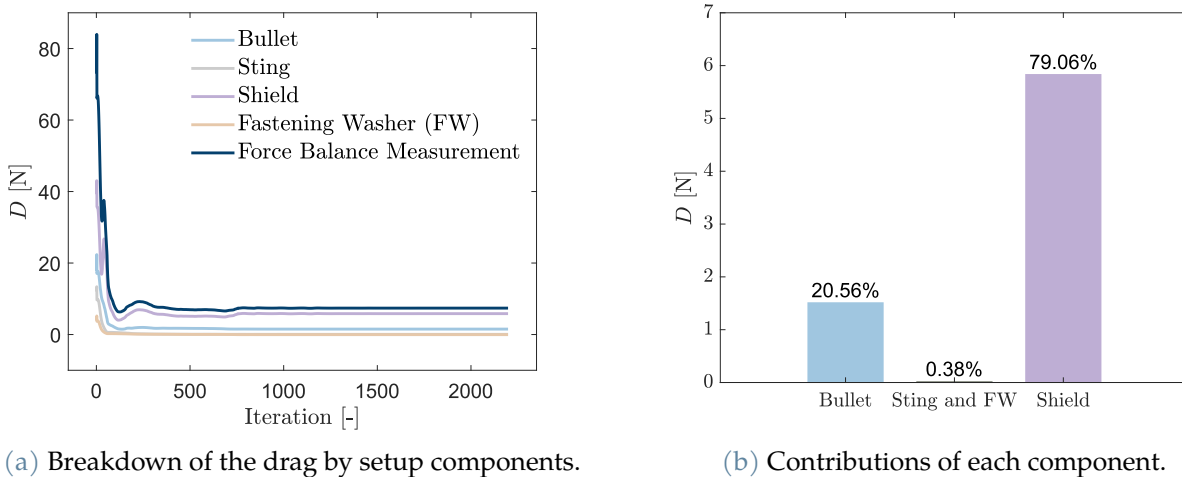 80
60
40
20
0
D [N]
0 500 1000 1500 2000
Iteration [-]
Bullet
Sting
Shield
Fastening Washer (FW)
Force Balance Measurement
(a) Breakdown of the drag by setup components.
7
6
5
4
3
2
1
0
D [N]
20.56%
0.38%
79.06%
Bullet Sting and FW Shield
(b) Contributions of each component.